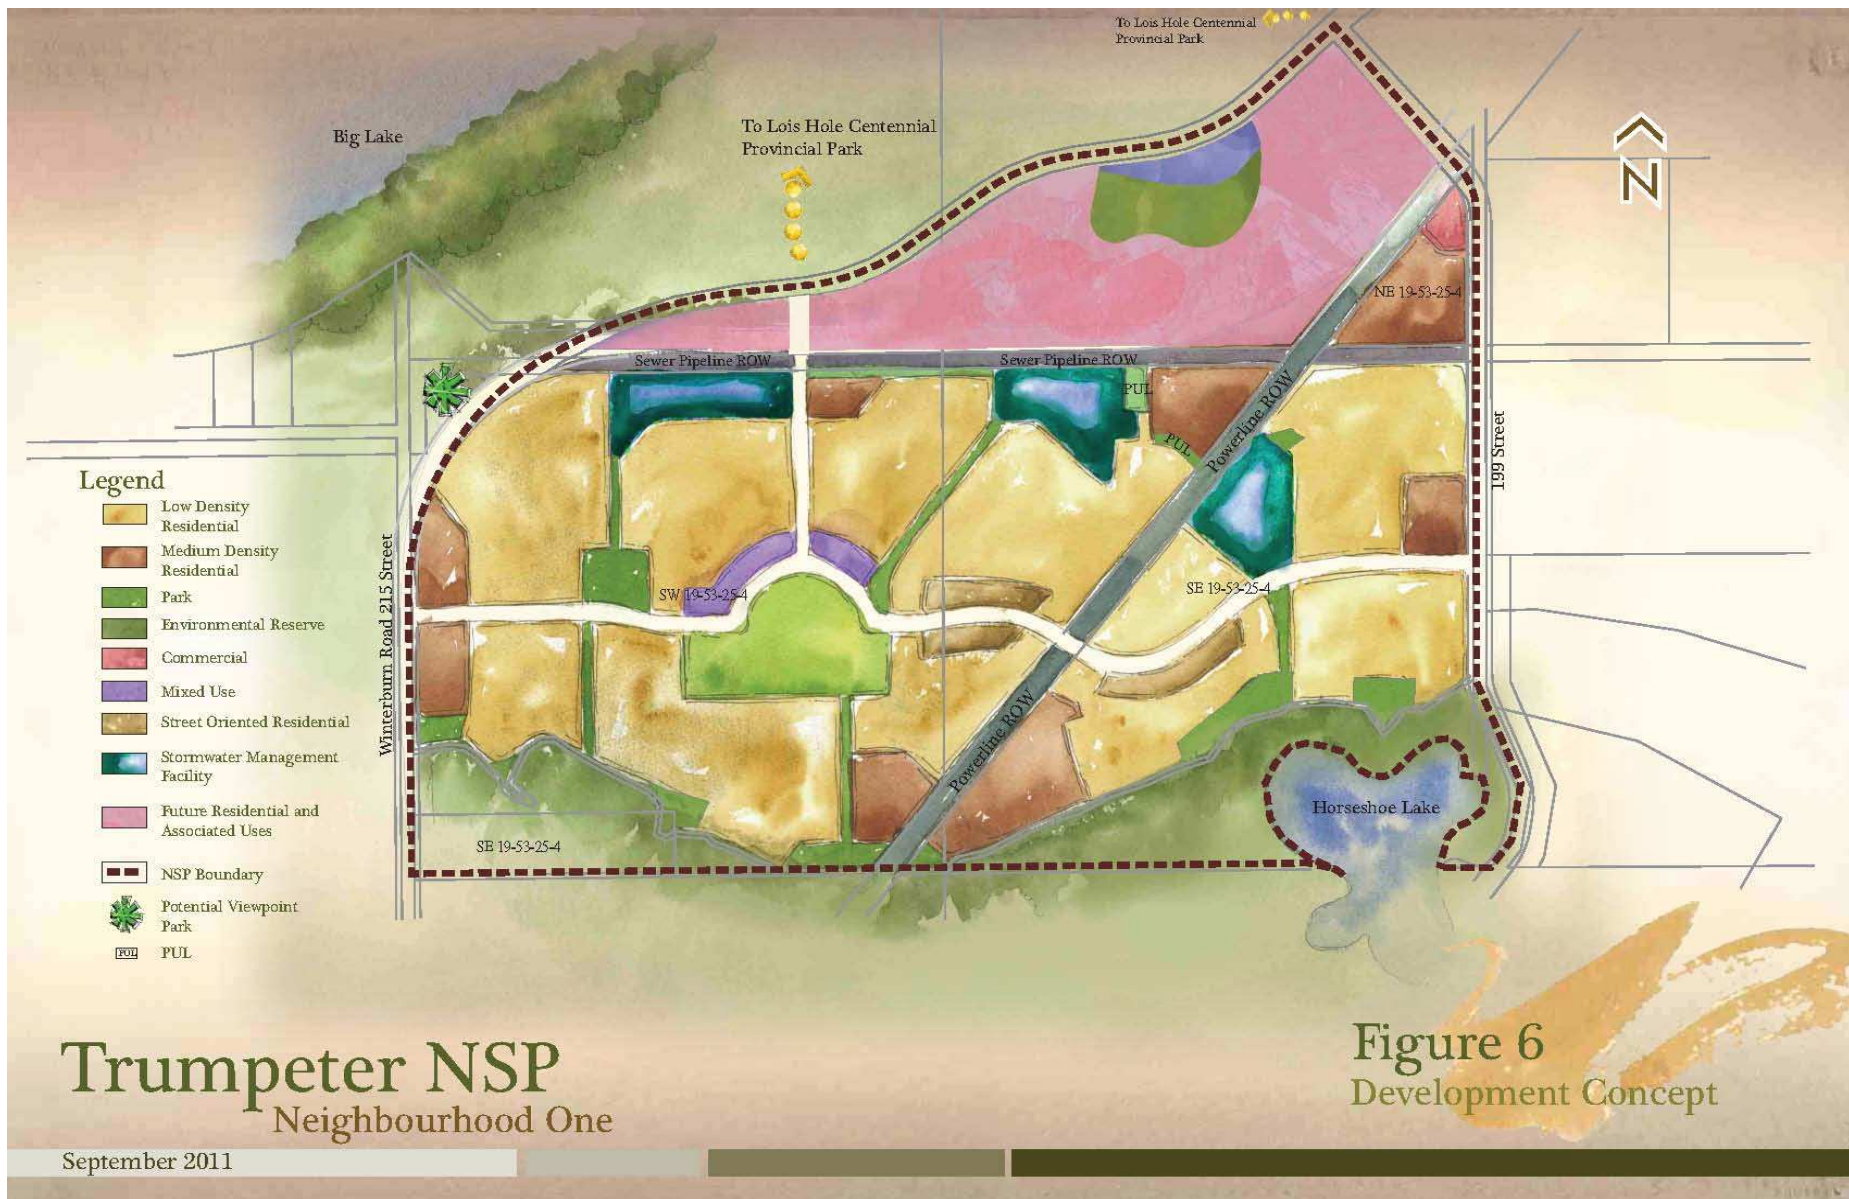 To Lois Hole Centennial
Provincial Park
Big Lake
To Lois Hole Centennial
Provincial Park
N
NE 19-53-25-4
Sewer Pipeline ROW
Sewer Pipeline ROW
PUL
PUL
Powerline ROW
199 Street
Legend
Low Density
Residential
Medium Density
Residential
Park
Environmental Reserve
Commercial
Mixed Use
Street Oriented Residential
Stormwater Management
Facility
Future Residential and
Associated Uses
NSP Boundary
Potential Viewpoint
Park
PUL
PUL
Winterburn Road 215 Street
SW 19-53-25-4
SE 19-53-25-4
Powerline ROW
Horseshoe Lake
SE 19-53-25-4
Trumpeter NSP
Neighbourhood One
September 2011
Figure 6
Development Concept